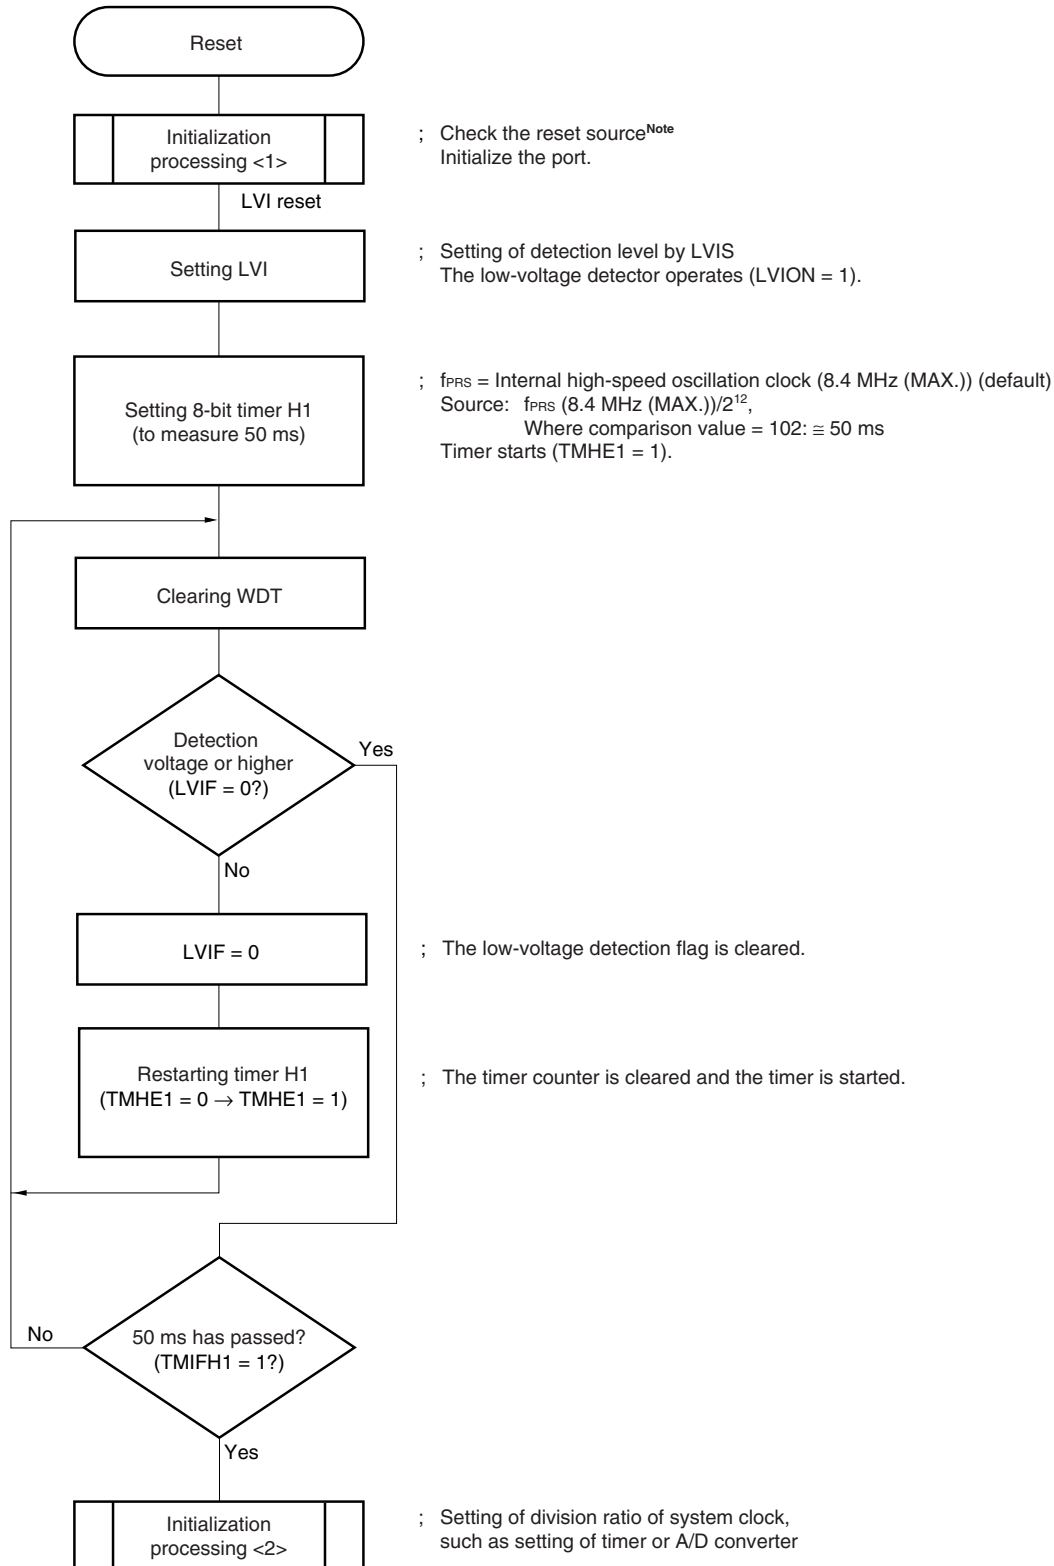 Reset
Initialization
processing <1>
; Check the reset sourceNote
Initialize the port.
LVI reset
Setting LVI
; Setting of detection level by LVIS
The low-voltage detector operates (LVION = 1).
Setting 8-bit timer H1
(to measure 50 ms)
; fPRS = Internal high-speed oscillation clock (8.4 MHz (MAX.)) (default)
Source: fPRS (8.4 MHz (MAX.))/2¹²,
Where comparison value = 102: ≅ 50 ms
Timer starts (TMHE1 = 1).
Clearing WDT
Detection
voltage or higher
(LVIF = 0?)
Yes
No
LVIF = 0
; The low-voltage detection flag is cleared.
Restarting timer H1
(TMHE1 = 0 → TMHE1 = 1)
; The timer counter is cleared and the timer is started.
No
50 ms has passed?
(TMIFH1 = 1?)
Yes
Initialization
processing <2>
; Setting of division ratio of system clock,
such as setting of timer or A/D converter